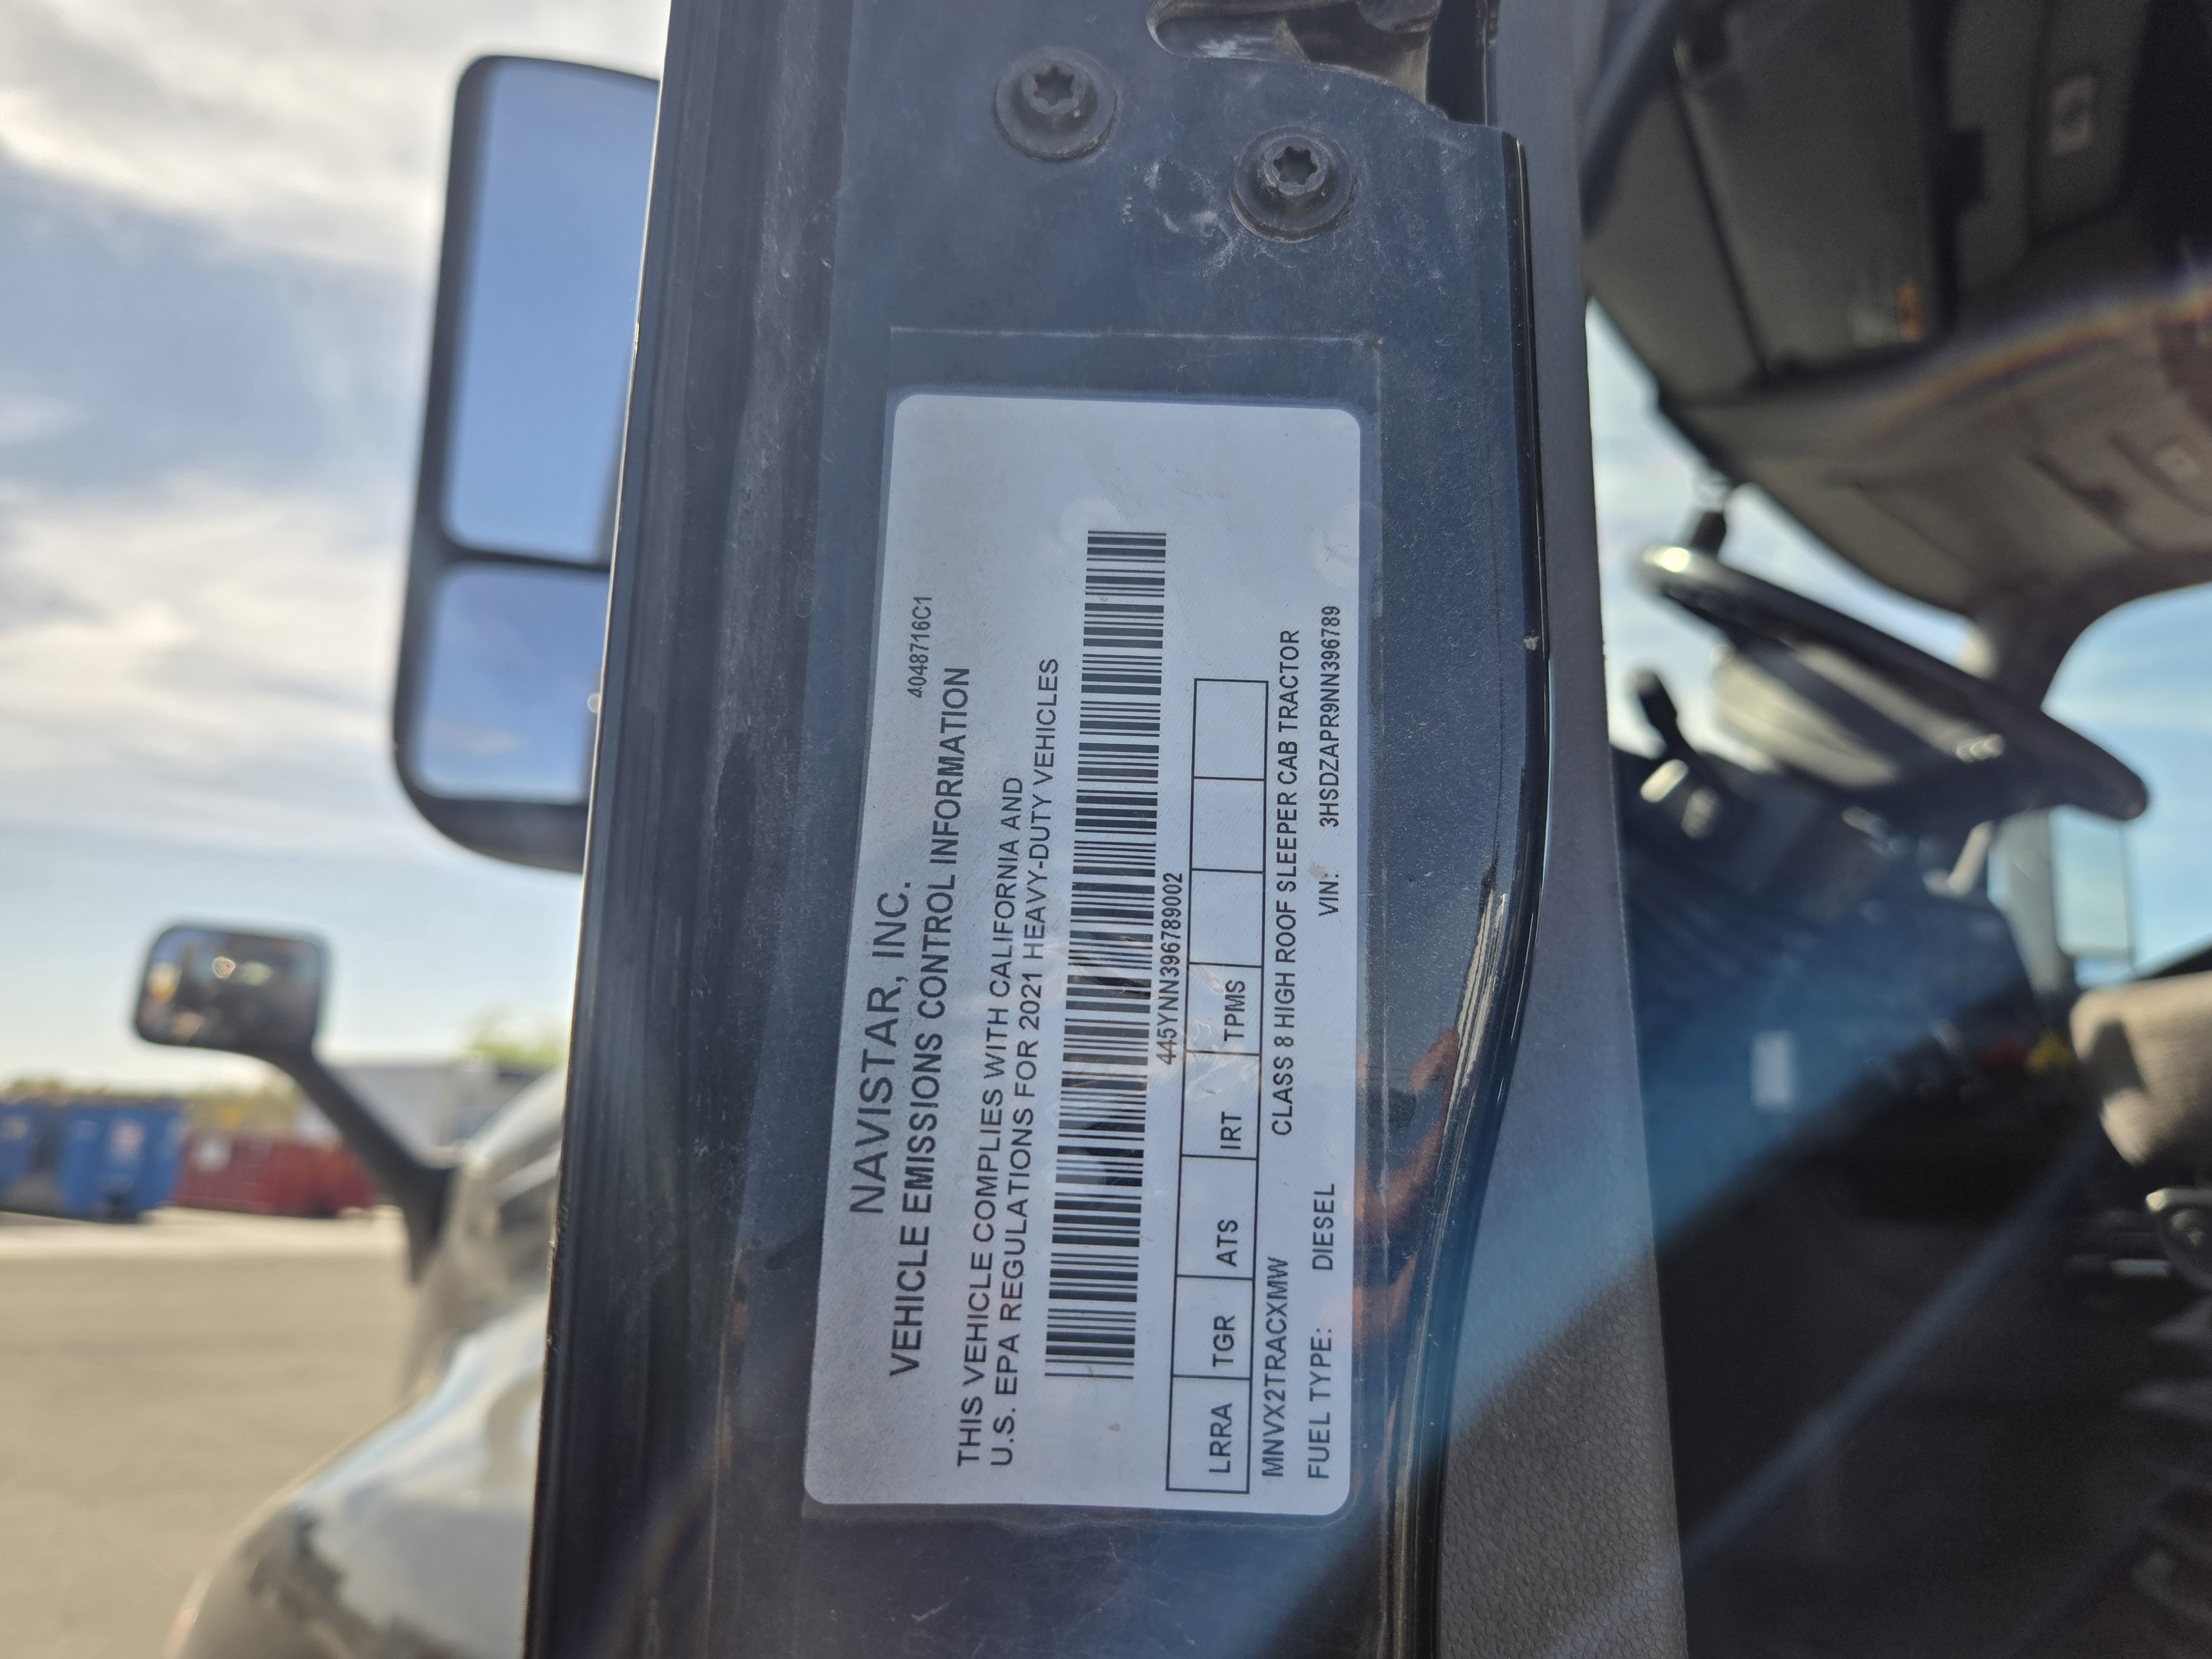 4048716C1
NAVISTAR, INC.
VEHICLE EMISSIONS CONTROL INFORMATION
THIS VEHICLE COMPLIES WITH CALIFORNIA AND
U.S. EPA REGULATIONS FOR 2021 HEAVY-DUTY VEHICLES
445YNN396789002
LRRA TGR ATS IRT TPMS
MNVX2TRACXMW CLASS 8 HIGH ROOF SLEEPER CAB TRACTOR
FUEL TYPE: DIESEL VIN: 3HSDZAPR9NN396789